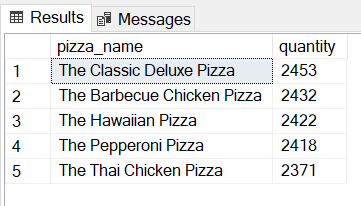 Results Messages
pizza_name quantity
1 The Classic Deluxe Pizza 2453
2 The Barbecue Chicken Pizza 2432
3 The Hawaiian Pizza 2422
4 The Pepperoni Pizza 2418
5 The Thai Chicken Pizza 2371